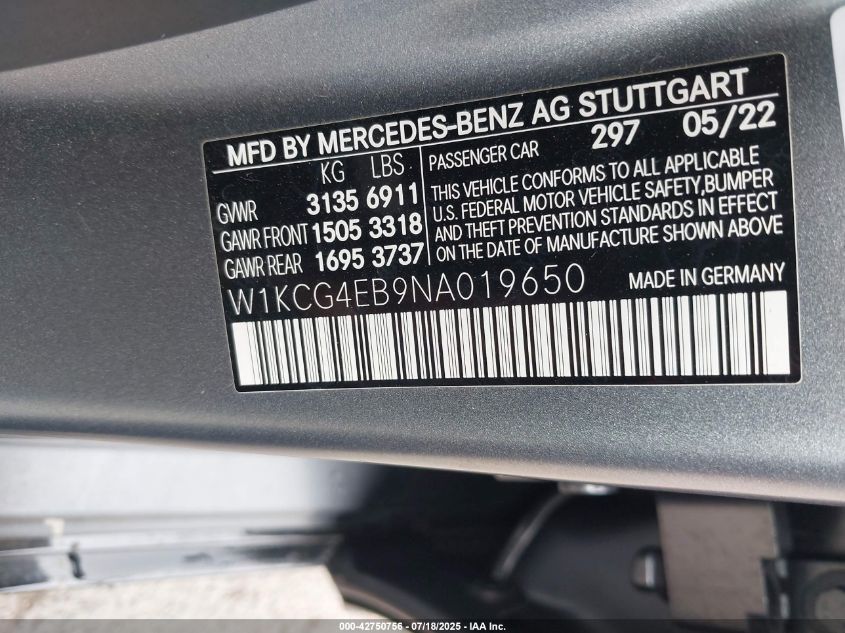 MFD BY MERCEDES-BENZ AG STUTTGART
KG LBS
GVWR 3135 6911
GAWR FRONT 1505 3318
GAWR REAR 1695 3737
PASSENGER CAR 297 05/22
THIS VEHICLE CONFORMS TO ALL APPLICABLE
U.S. FEDERAL MOTOR VEHICLE SAFETY,BUMPER
AND THEFT PREVENTION STANDARDS IN EFFECT
ON THE DATE OF MANUFACTURE SHOWN ABOVE
W1KCG4EB9NA019650
MADE IN GERMANY
000-42750756 - 07/18/2025 - IAA Inc.